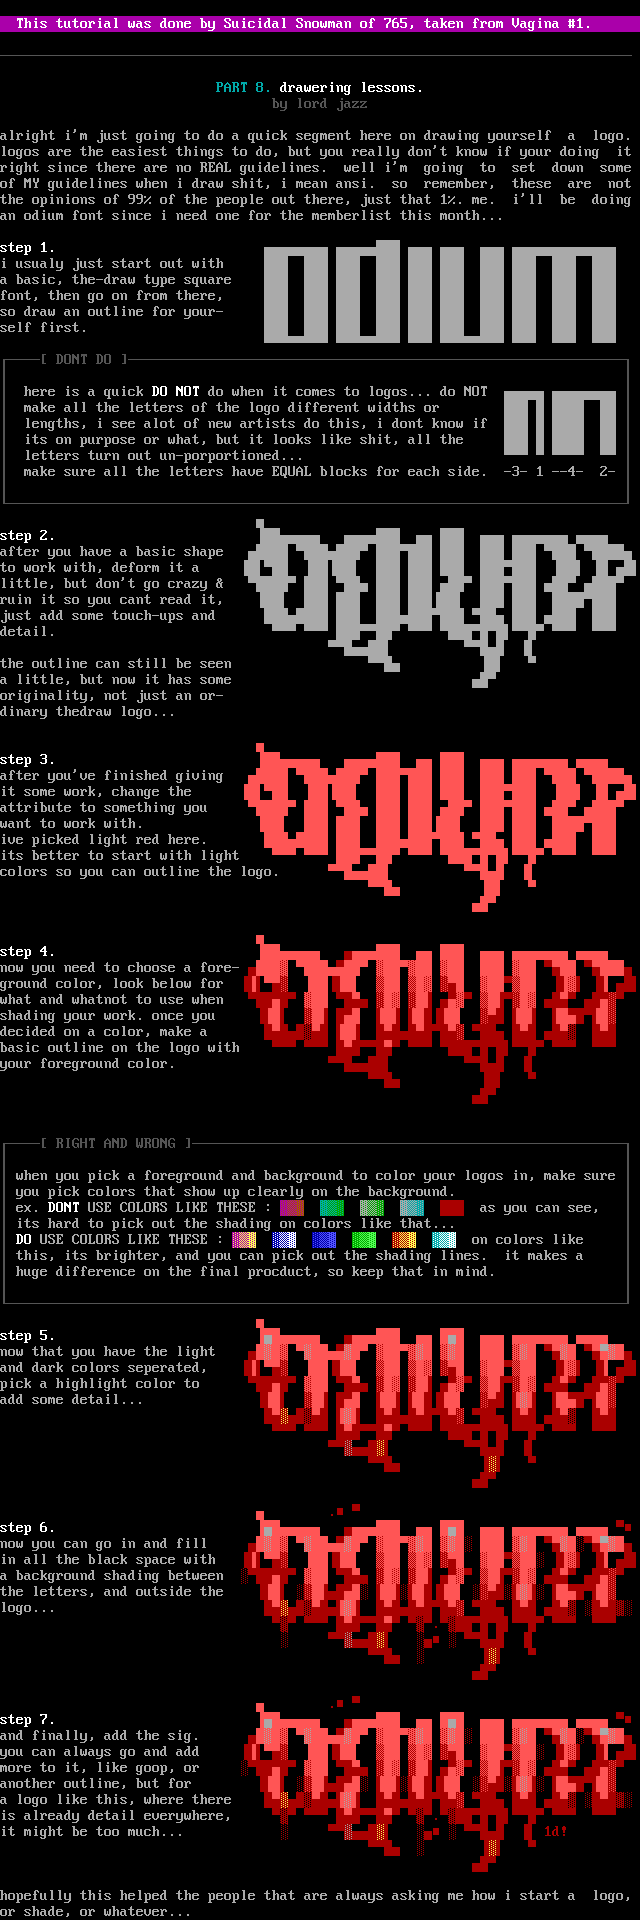 This tutorial was done by Suicidal Snowman of 765, taken from Vagina #1.
PART 8. drawering lessons.
by lord jazz
alright i'm just going to do a quick segment here on drawing yourself a logo.
logos are the easiest things to do, but you really don't know if your doing it
right since there are no REAL guidelines. well i'm going to set down some
of MY guidelines when i draw shit, i mean ansi. so remember, these are not
the opinions of 99% of the people out there, just that 1%. me. i'll be doing
an odium font since i need one for the memberlist this month...
step 1.
i usualy just start out with
a basic, the-draw type square
font, then go on from there,
so draw an outline for your-
self first.
odium
[ DONT DO ]
here is a quick DO NOT do when it comes to logos... do NOT
make all the letters of the logo different widths or
lengths, i see alot of new artists do this, i dont know if
its on purpose or what, but it looks like shit, all the
letters turn out un-porportioned...
make sure all the letters have EQUAL blocks for each side. -3- 1 --4- 2-
step 2.
after you have a basic shape
to work with, deform it a
little, but don't go crazy &
ruin it so you cant read it,
just add some touch-ups and
detail.
the outline can still be seen
a little, but now it has some
originality, not just an or-
dinary thedraw logo...
step 3.
after you've finished giving
it some work, change the
attribute to something you
want to work with.
ive picked light red here.
its better to start with light
colors so you can outline the logo.
step 4.
now you need to choose a fore-
ground color, look below for
what and whatnot to use when
shading your work. once you
decided on a color, make a
basic outline on the logo with
your foreground color.
[ RIGHT AND WRONG ]
when you pick a foreground and background to color your logos in, make sure
you pick colors that show up clearly on the background.
ex. DONT USE COLORS LIKE THESE : as you can see,
its hard to pick out the shading on colors like that...
DO USE COLORS LIKE THESE : on colors like
this, its brighter, and you can pick out the shading lines. it makes a
huge difference on the final procduct, so keep that in mind.
step 5.
now that you have the light
and dark colors seperated,
pick a highlight color to
add some detail...
step 6.
now you can go in and fill
in all the black space with
a background shading between
the letters, and outside the
logo...
step 7.
and finally, add the sig.
you can always go and add
more to it, like goop, or
another outline, but for
a logo like this, where there
is already detail everywhere,
it might be too much...
1d!
hopefully this helped the people that are always asking me how i start a logo,
or shade, or whatever...